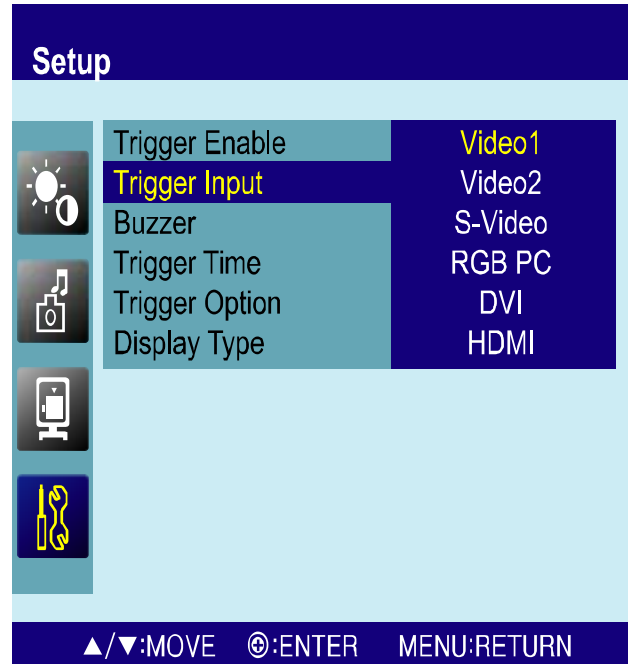 Setup
Trigger Enable Video1
Trigger Input Video2
Buzzer S-Video
Trigger Time RGB PC
Trigger Option DVI
Display Type HDMI
▲/▼:MOVE ⊕:ENTER MENU:RETURN